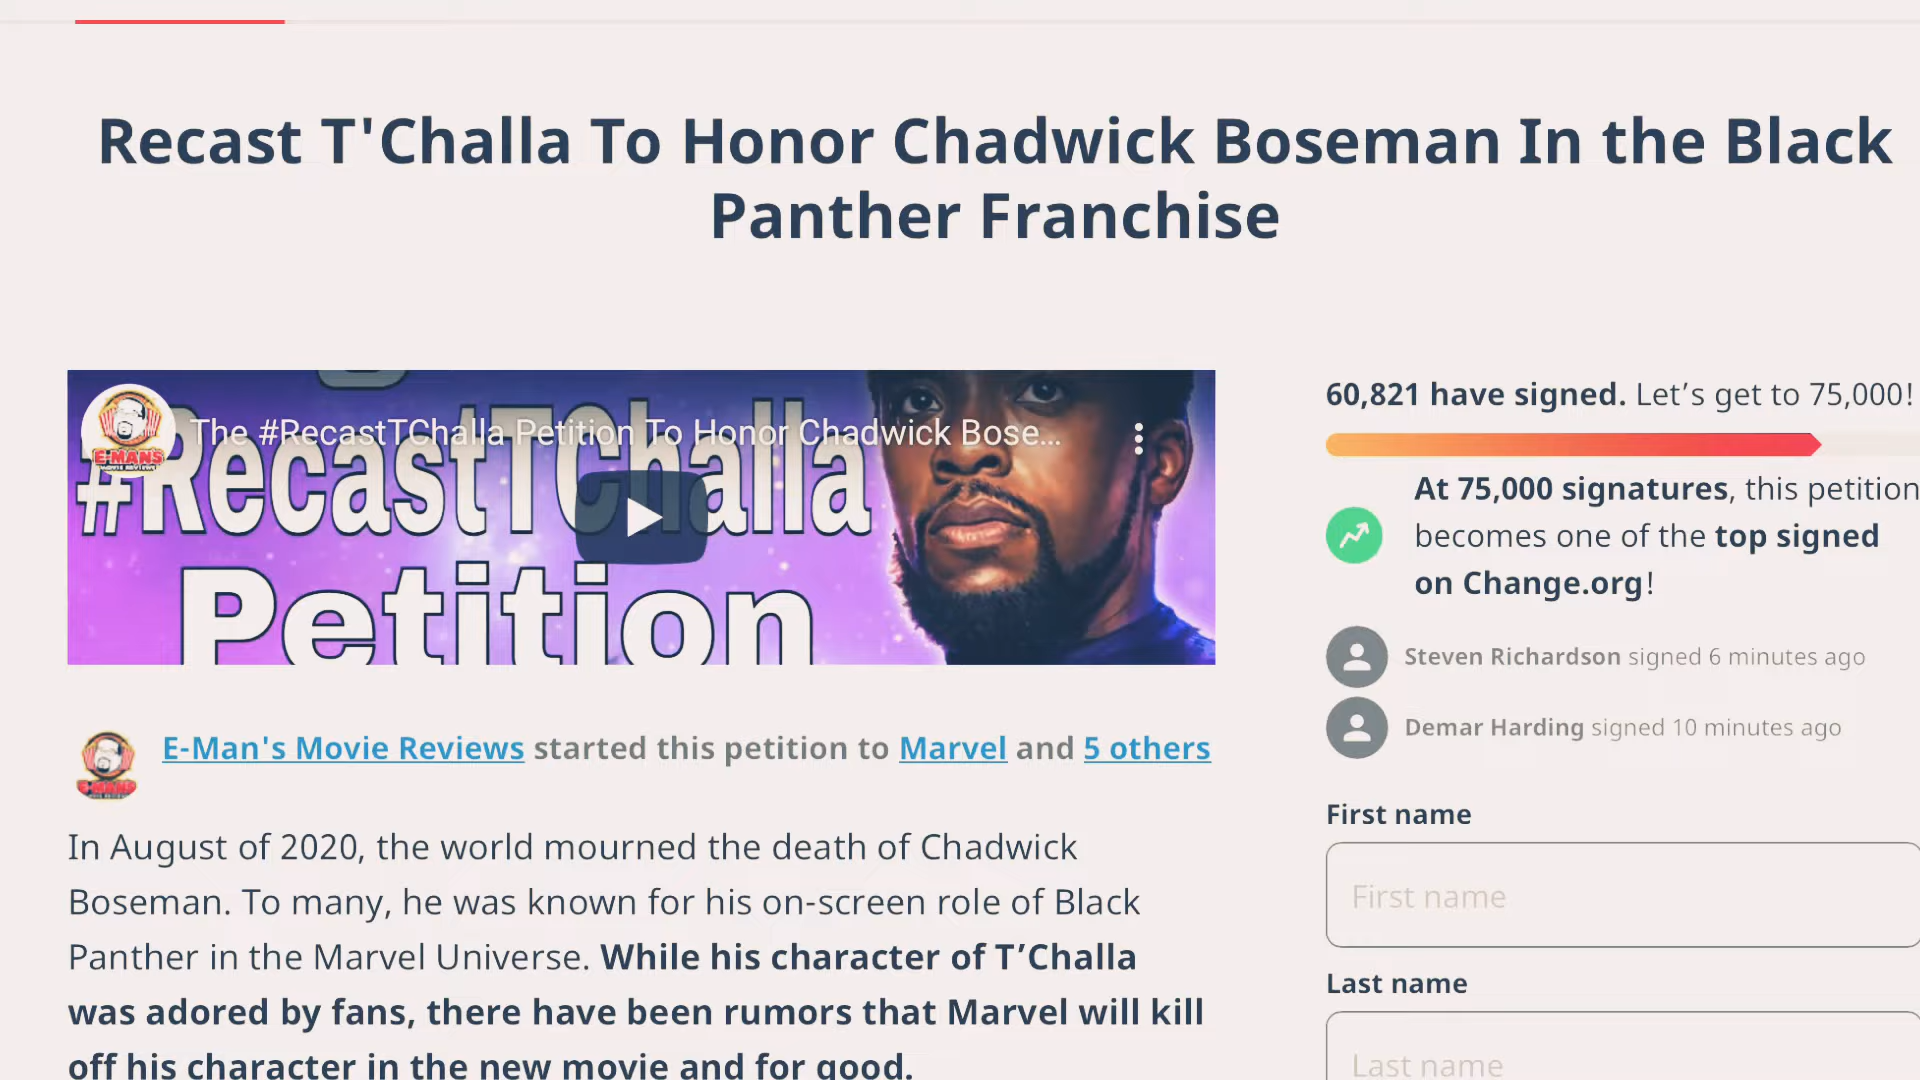 Recast T'Challa To Honor Chadwick Boseman In the Black
Panther Franchise
The #RecastTChalla Petition To Honor Chadwick Bose...
#RecastTChalla
Petition
E-MANS
MOVIE REVIEWS
60,821 have signed. Let’s get to 75,000!
At 75,000 signatures, this petition
becomes one of the top signed
on Change.org!
Steven Richardson signed 6 minutes ago
Demar Harding signed 10 minutes ago
E-Man's Movie Reviews started this petition to Marvel and 5 others
E-MANS
In August of 2020, the world mourned the death of Chadwick
Boseman. To many, he was known for his on-screen role of Black
Panther in the Marvel Universe. While his character of T’Challa
was adored by fans, there have been rumors that Marvel will kill
off his character in the new movie and for good.
First name
First name
Last name
Last name